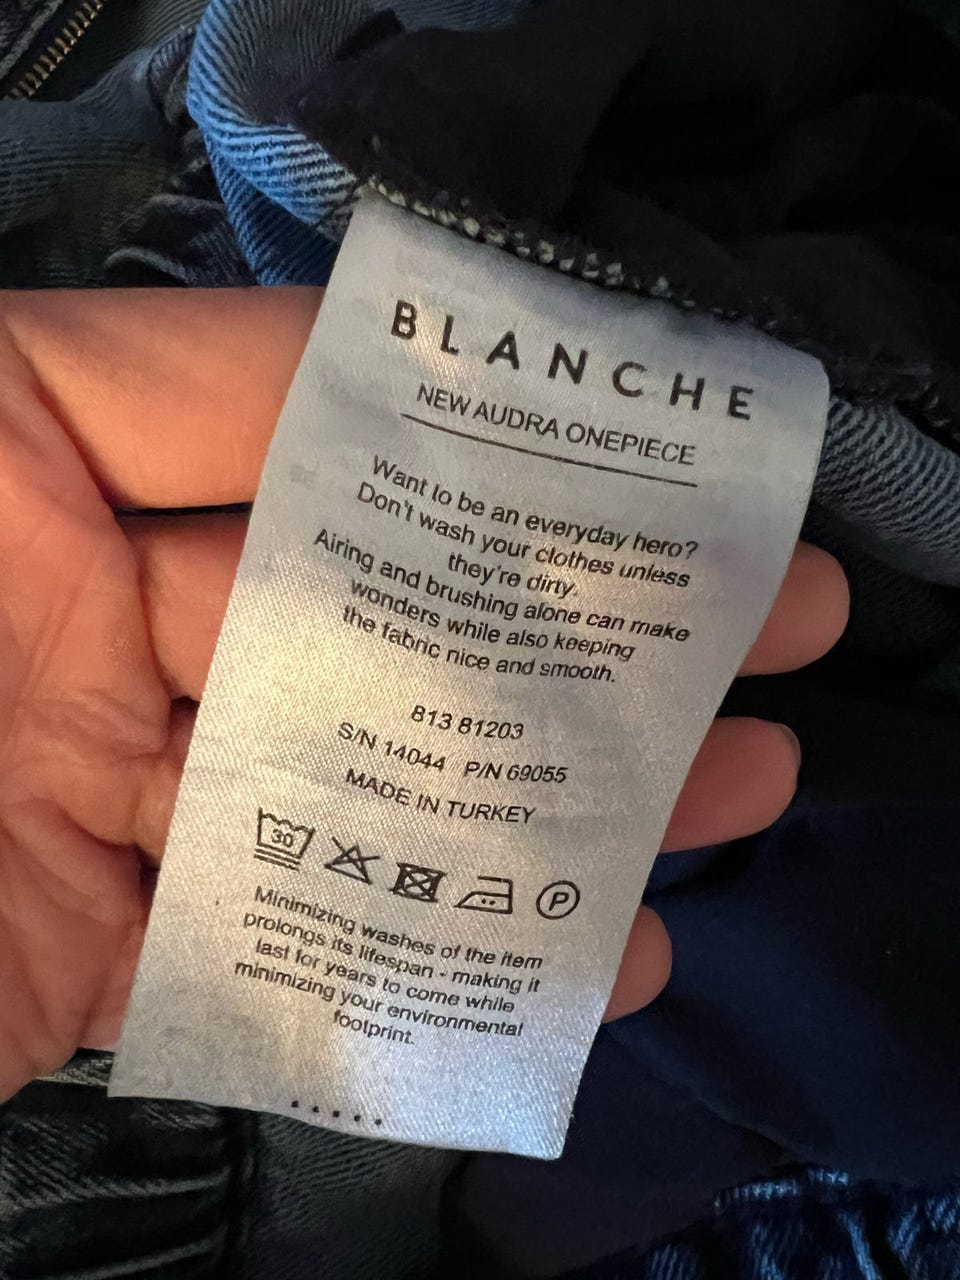 BLANCHE
NEW AUDRA ONEPIECE
Want to be an everyday hero?
Don't wash your clothes unless
they're dirty.
Airing and brushing alone can make
wonders while also keeping
the fabric nice and smooth.
813 81203
S/N 14044 P/N 69055
MADE IN TURKEY
30
P
Minimizing washes of the item
prolongs its lifespan - making it
last for years to come while
minimizing your environmental
footprint.